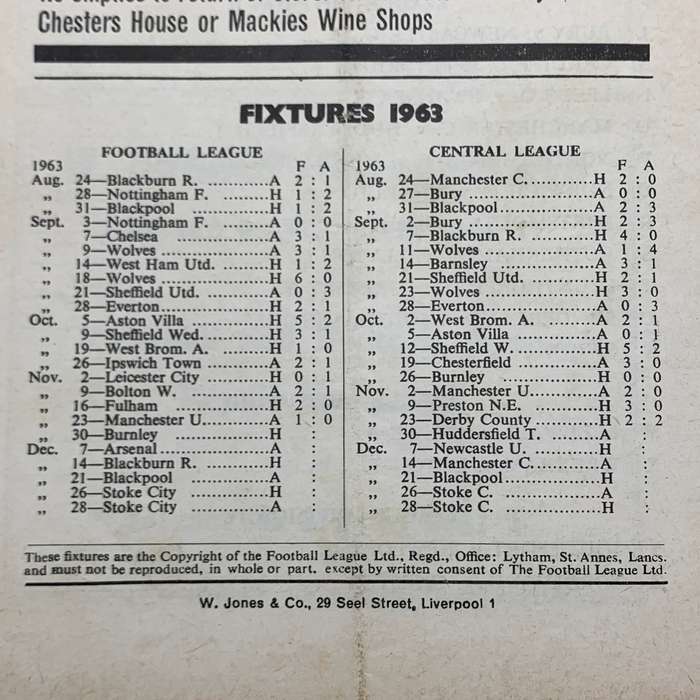 Chesters House or Mackies Wine Shops
FIXTURES 1963
FOOTBALL LEAGUE
1963 F A
Aug. 24—Blackburn R. ...........A 2 : 1
„ 28—Nottingham F. ..........H 1 : 2
„ 31—Blackpool ..............H 1 : 2
Sept. 3—Nottingham F. ..........A 0 : 0
„ 7—Chelsea ................A 3 : 1
„ 9—Wolves .................A 3 : 1
„ 14—West Ham Utd. .........H 1 : 2
„ 18—Wolves .................H 6 : 0
„ 21—Sheffield Utd. .........A 0 : 3
„ 28—Everton ................H 2 : 1
Oct. 5—Aston Villa ............H 5 : 2
„ 9—Sheffield Wed. .........H 3 : 1
„ 19—West Brom. A. .........H 1 : 0
„ 26—Ipswich Town ..........A 2 : 1
Nov. 2—Leicester City .........H 0 : 1
„ 9—Bolton W. ..............A 2 : 1
„ 16—Fulham .................H 2 : 0
„ 23—Manchester U...........A 1 : 0
„ 30—Burnley ................H :
Dec. 7—Arsenal ................A :
„ 14—Blackburn R. ..........H :
„ 21—Blackpool ..............A :
„ 26—Stoke City .............H :
„ 28—Stoke City .............A :
CENTRAL LEAGUE
1963 F A
Aug. 24—Manchester C............H 2 : 0
„ 27—Bury ...................A 0 : 0
„ 31—Blackpool...............A 2 : 3
Sept. 2—Bury ...................H 2 : 3
„ 7—Blackburn R. ..........H 4 : 0
„ 11—Wolves .................A 1 : 4
„ 14—Barnsley ...............A 3 : 1
„ 21—Sheffield Utd. .........H 2 : 1
„ 23—Wolves .................H 3 : 0
„ 28—Everton ................A 0 : 3
Oct. 2—West Brom. A. .........A 2 : 1
„ 5—Aston Villa ............A 0 : 1
„ 12—Sheffield W. ...........H 5 : 2
„ 19—Chesterfield ...........A 3 : 0
„ 26—Burnley ................H 0 : 0
Nov. 2—Manchester U............A 2 : 0
„ 9—Preston N.E. ...........H 3 : 0
„ 23—Derby County ..........H 2 : 2
„ 30—Huddersfield T. ........A :
Dec. 7—Newcastle U. ...........H :
„ 14—Manchester C. .........A :
„ 21—Blackpool...............H :
„ 26—Stoke C. ...............A :
„ 28—Stoke C. ...............H :
These fixtures are the Copyright of the Football League Ltd., Regd., Office: Lytham, St. Annes, Lancs.
and must not be reproduced, in whole or part. except by written consent of The Football League Ltd.
W. Jones & Co., 29 Seel Street, Liverpool 1